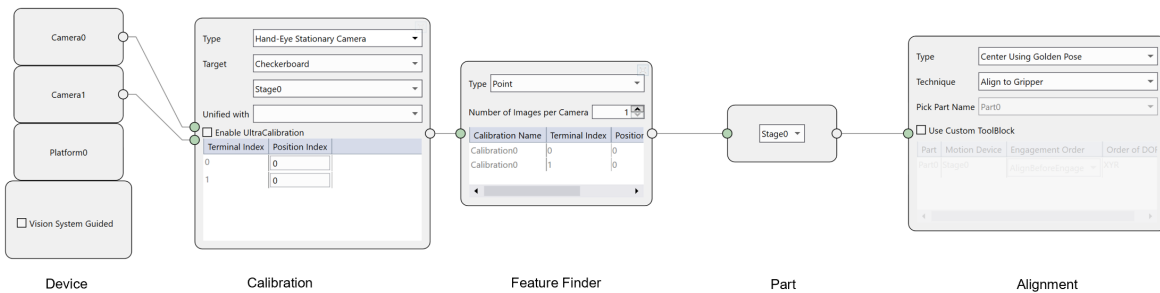 Camera0
Camera1
Platform0
Vision System Guided
Device
Type Hand-Eye Stationary Camera
Target Checkerboard
Stage0
Unified with
Enable UltraCalibration
Terminal Index Position Index
0 0
1 0
Calibration
Type Point
Number of Images per Camera 1
Calibration Name Terminal Index Position
Calibration0 0 0
Calibration0 1 0
Feature Finder
Stage0
Part
Type Center Using Golden Pose
Technique Align to Gripper
Pick Part Name Part0
Use Custom ToolBlock
Part Motion Device Engagement Order Order of DOF
Part0 Stage0 AlignBeforeEngage XYθ
Alignment